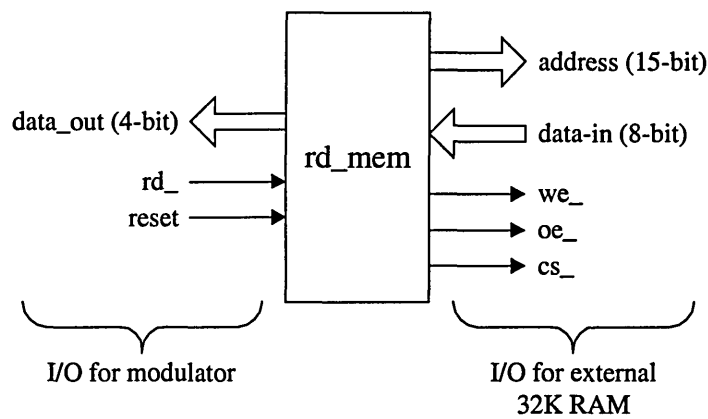 address (15-bit)
data_out (4-bit)
data-in (8-bit)
rd_mem
rd_
reset
we_
oe_
cs_
I/O for modulator
I/O for external
32K RAM